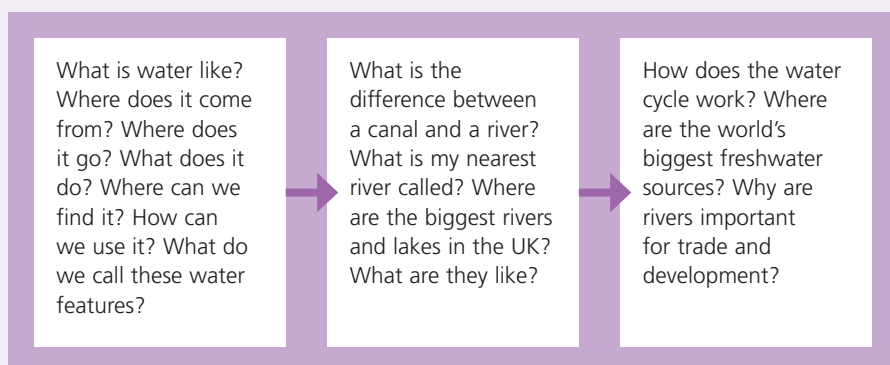 What is water like?
Where does it come
from? Where does
it go? What does it
do? Where can we
find it? How can
we use it? What do
we call these water
features?
What is the
difference between
a canal and a river?
What is my nearest
river called? Where
are the biggest rivers
and lakes in the UK?
What are they like?
How does the water
cycle work? Where
are the world’s
biggest freshwater
sources? Why are
rivers important
for trade and
development?